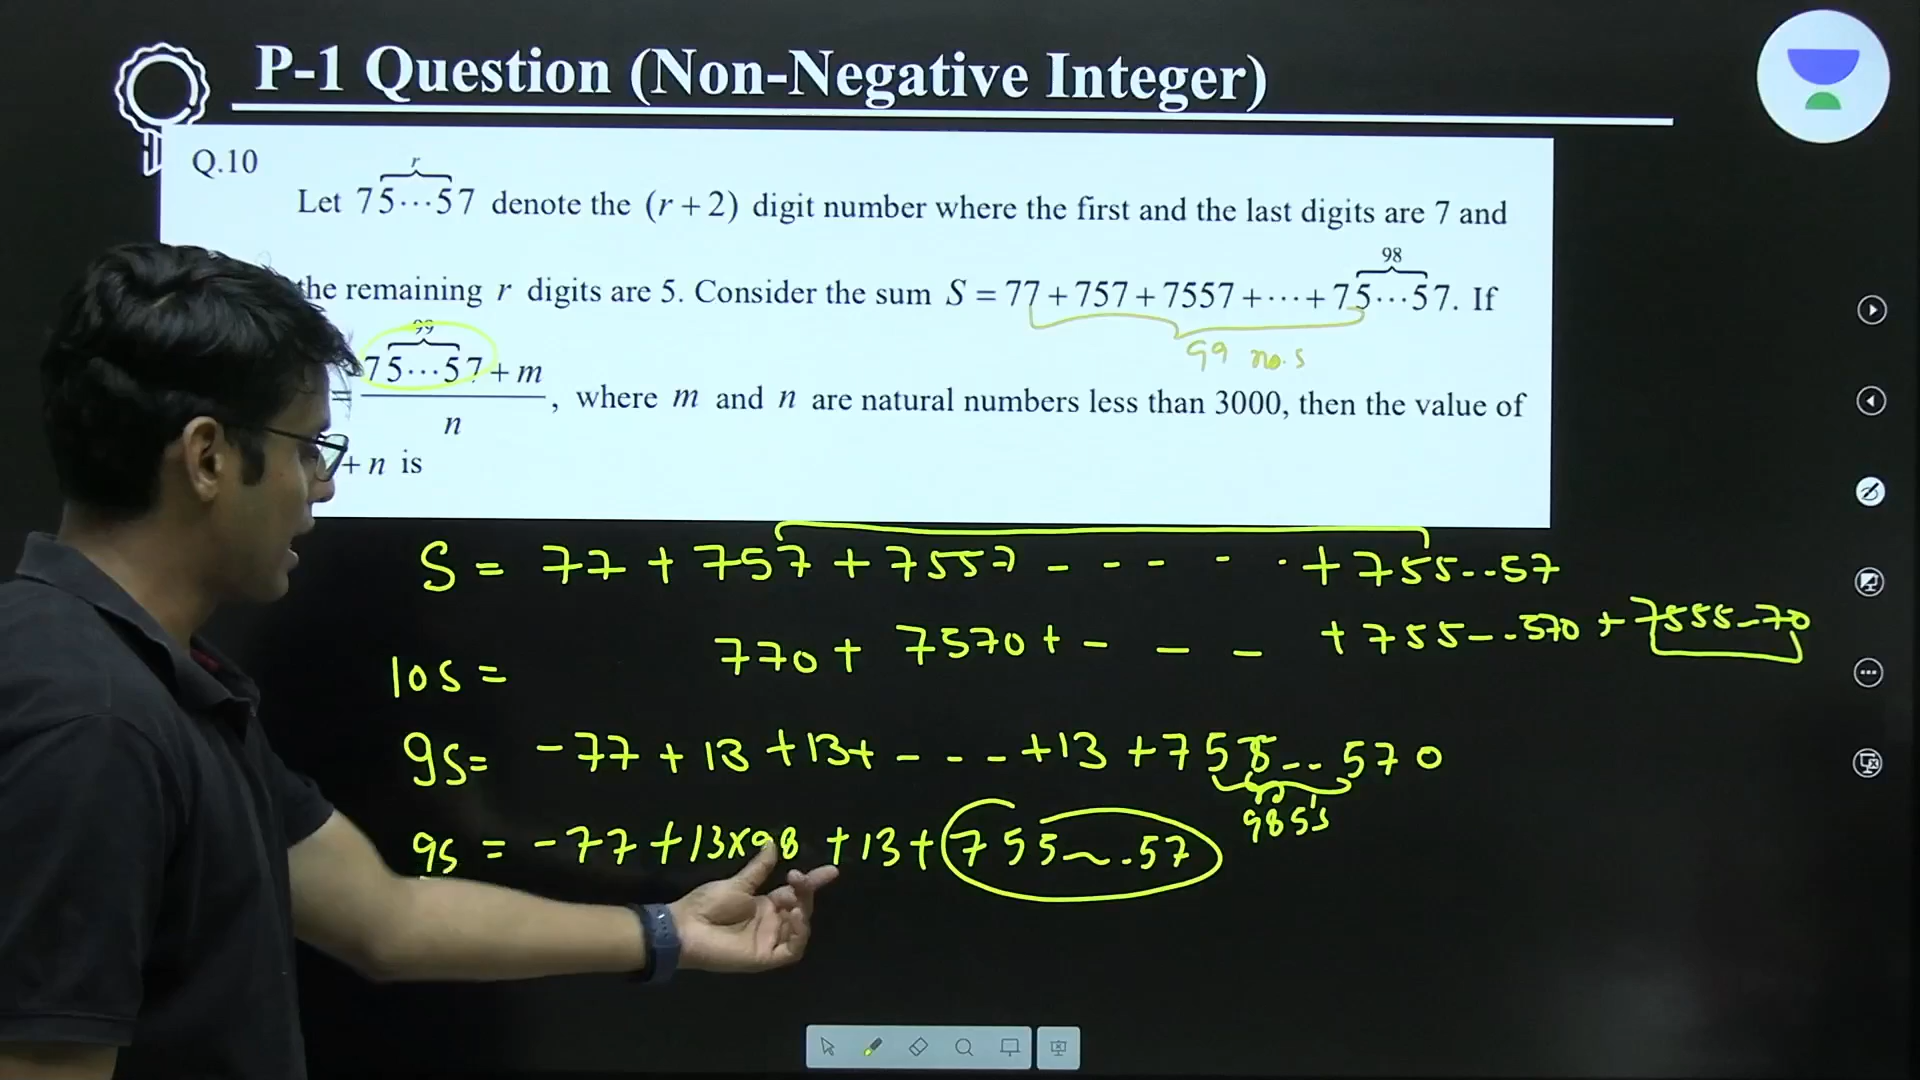 P-1 Question (Non-Negative Integer)
Q.10
r
Let 75···57 denote the (r + 2) digit number where the first and the last digits are 7 and
98
the remaining r digits are 5. Consider the sum S = 77 + 757 + 7557 + ··· + 75···57. If
99
= 75···57 + m
n
, where m and n are natural numbers less than 3000, then the value of
+ n is
99 no.s
S = 77 + 757 + 7557 - - - - · + 755--57
10S = 770 + 7570 + - - - + 755--570 + 7555-70
9S = -77 + 13 + 13+ - - - +13 + 755--570
985's
9S = -77 + 13×98 + 13 + 755~.57